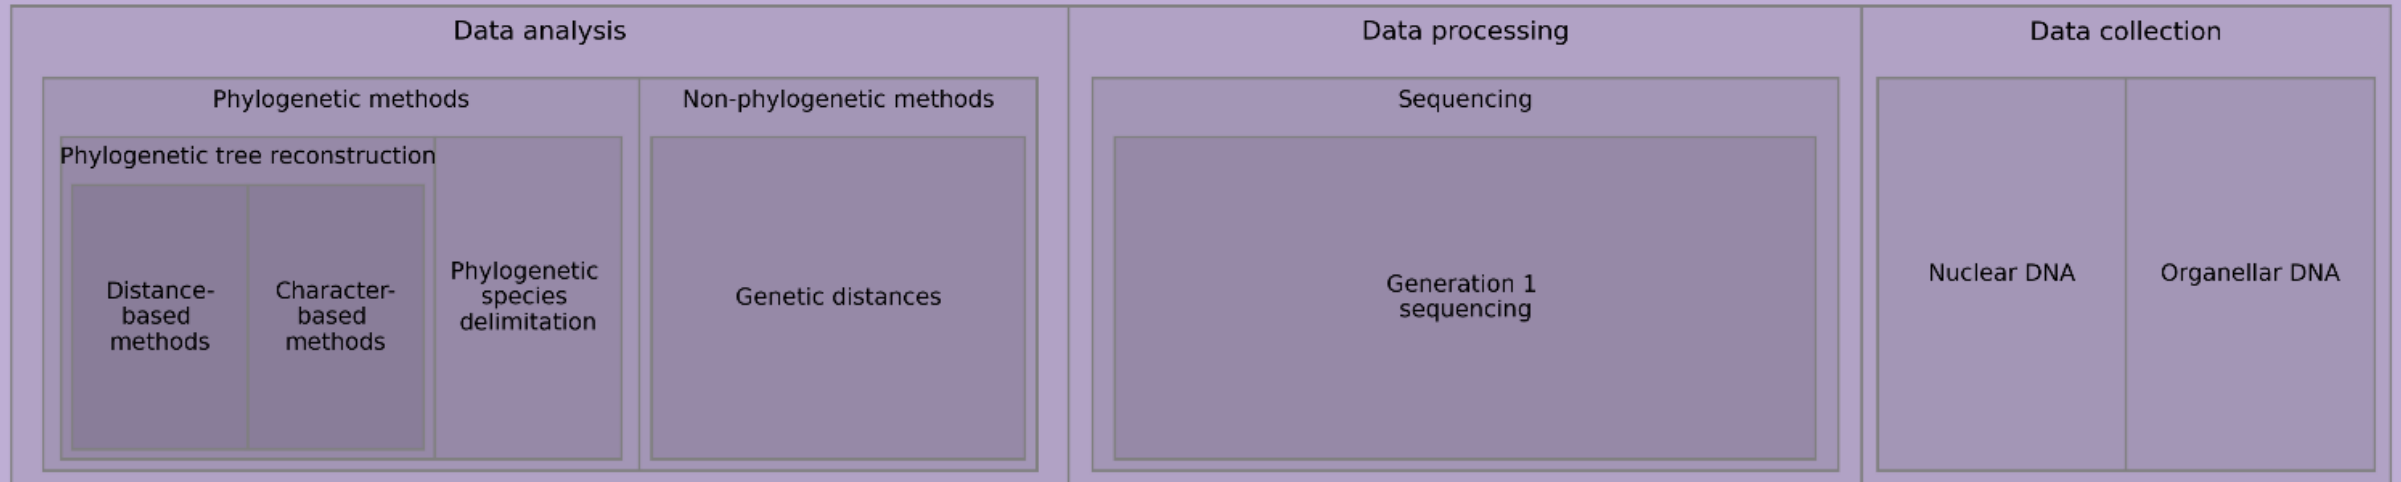 Data analysis
Data processing
Data collection
Phylogenetic methods
Non-phylogenetic methods
Sequencing
Phylogenetic tree reconstruction
Distance-
based
methods
Character-
based
methods
Phylogenetic
species
delimitation
Genetic distances
Generation 1
sequencing
Nuclear DNA
Organellar DNA